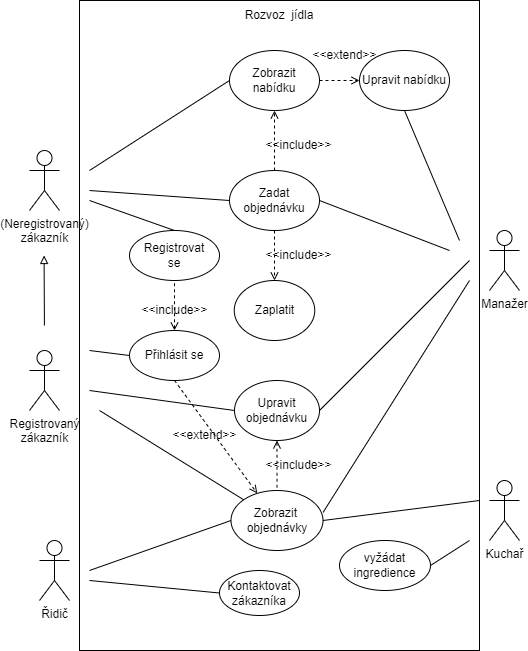 Rozvoz jídla
<<extend>>
Zobrazit
nabídku
Upravit nabídku
<<include>>
(Neregistrovaný)
zákazník
Zadat
objednávku
Registrovat
se
<<include>>
Manažer
<<include>>
Zaplatit
Přihlásit se
Registrovaný
zákazník
Upravit
objednávku
<<extend>>
<<include>>
Zobrazit
objednávky
Kuchař
vyžádat
ingredience
Řidič
Kontaktovat
zákazníka